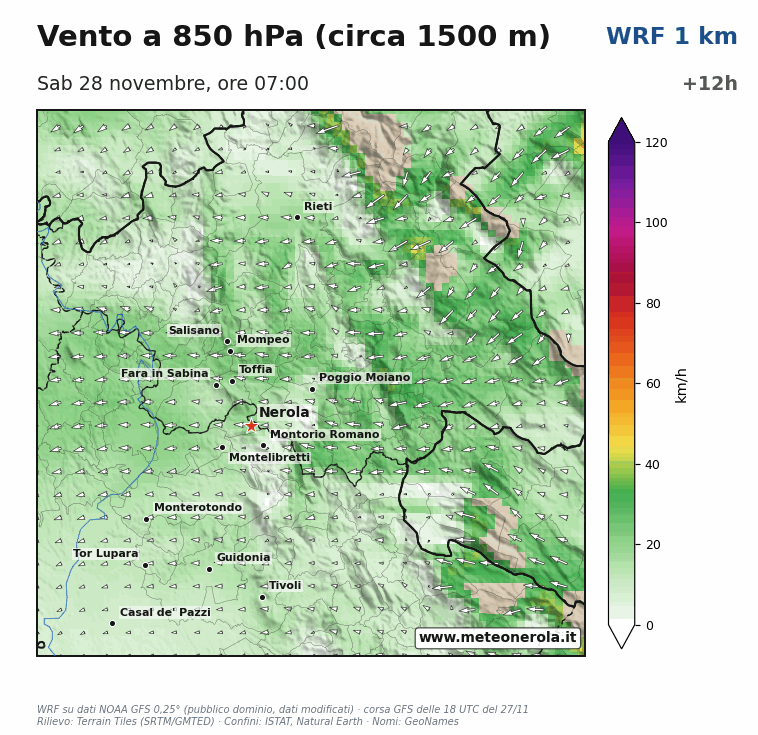 Vento a 850 hPa (circa 1500 m)
WRF 1 km
Sab 28 novembre, ore 07:00
+12h
120
100
80
60
40
20
0
km/h
Rieti
Salisano
Mompeo
Fara in Sabina
Toffia
Poggio Moiano
Nerola
Montorio Romano
Montelibretti
Monterotondo
Tor Lupara
Guidonia
Tivoli
Casal de' Pazzi
www.meteonerola.it
WRF su dati NOAA GFS 0,25° (pubblico dominio, dati modificati) · corsa GFS delle 18 UTC del 27/11
Rilievo: Terrain Tiles (SRTM/GMTED) · Confini: ISTAT, Natural Earth · Nomi: GeoNames